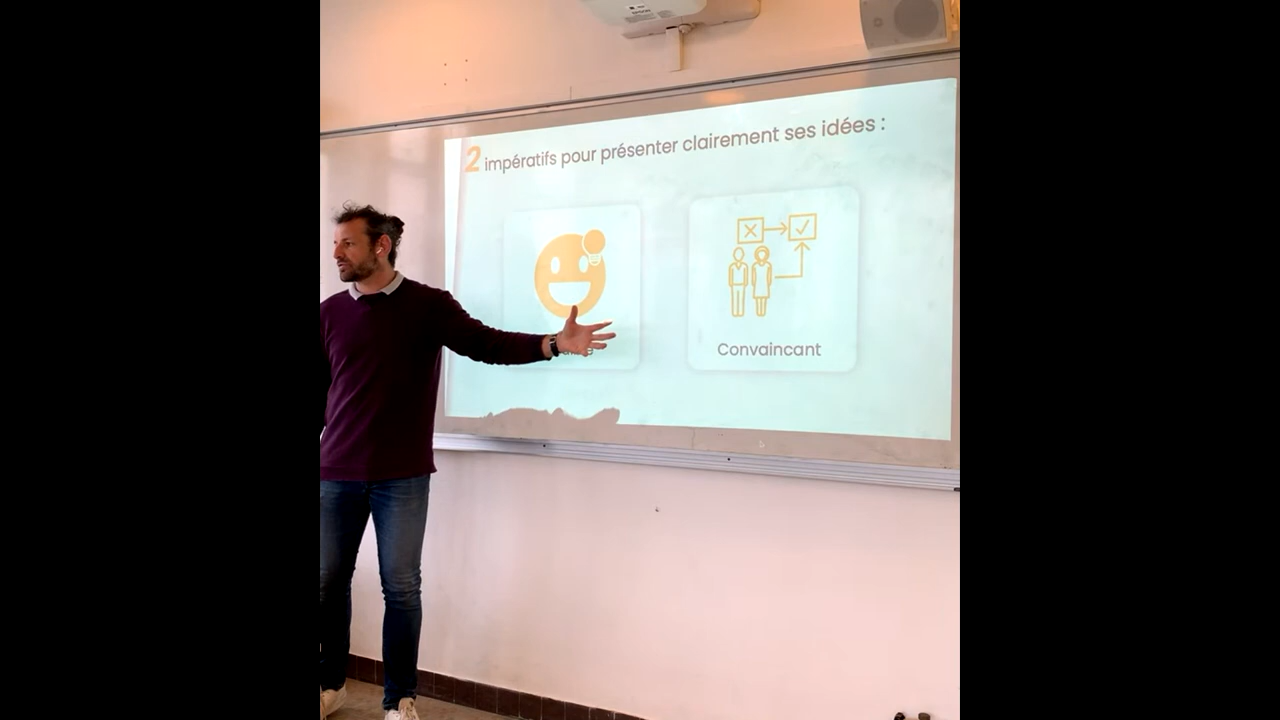 2 impératifs pour présenter clairement ses idées :
Convaincant